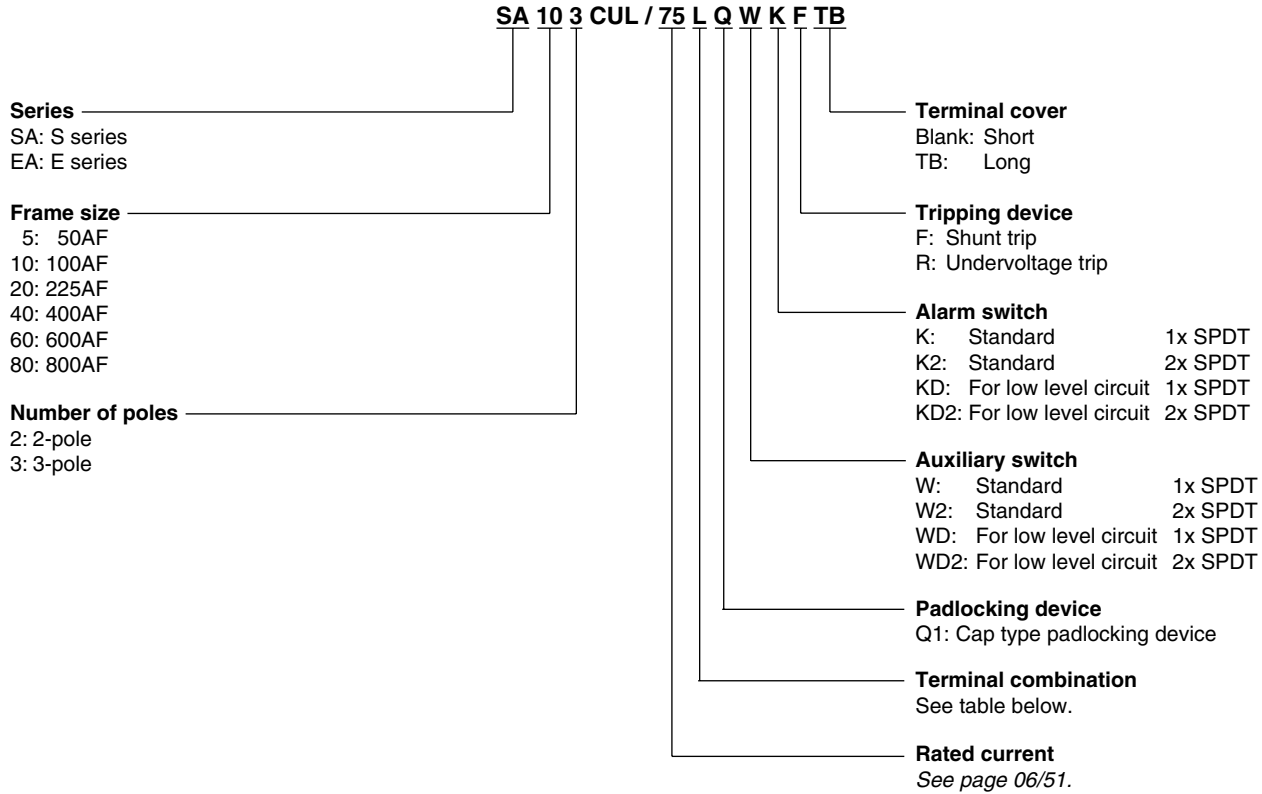 SA 10 3 CUL / 75 L Q W K F TB
Series
SA: S series
EA: E series
Frame size
5: 50AF
10: 100AF
20: 225AF
40: 400AF
60: 600AF
80: 800AF
Number of poles
2: 2-pole
3: 3-pole
Terminal cover
Blank: Short
TB: Long
Tripping device
F: Shunt trip
R: Undervoltage trip
Alarm switch
K: Standard 1x SPDT
K2: Standard 2x SPDT
KD: For low level circuit 1x SPDT
KD2: For low level circuit 2x SPDT
Auxiliary switch
W: Standard 1x SPDT
W2: Standard 2x SPDT
WD: For low level circuit 1x SPDT
WD2: For low level circuit 2x SPDT
Padlocking device
Q1: Cap type padlocking device
Terminal combination
See table below.
Rated current
See page 06/51.